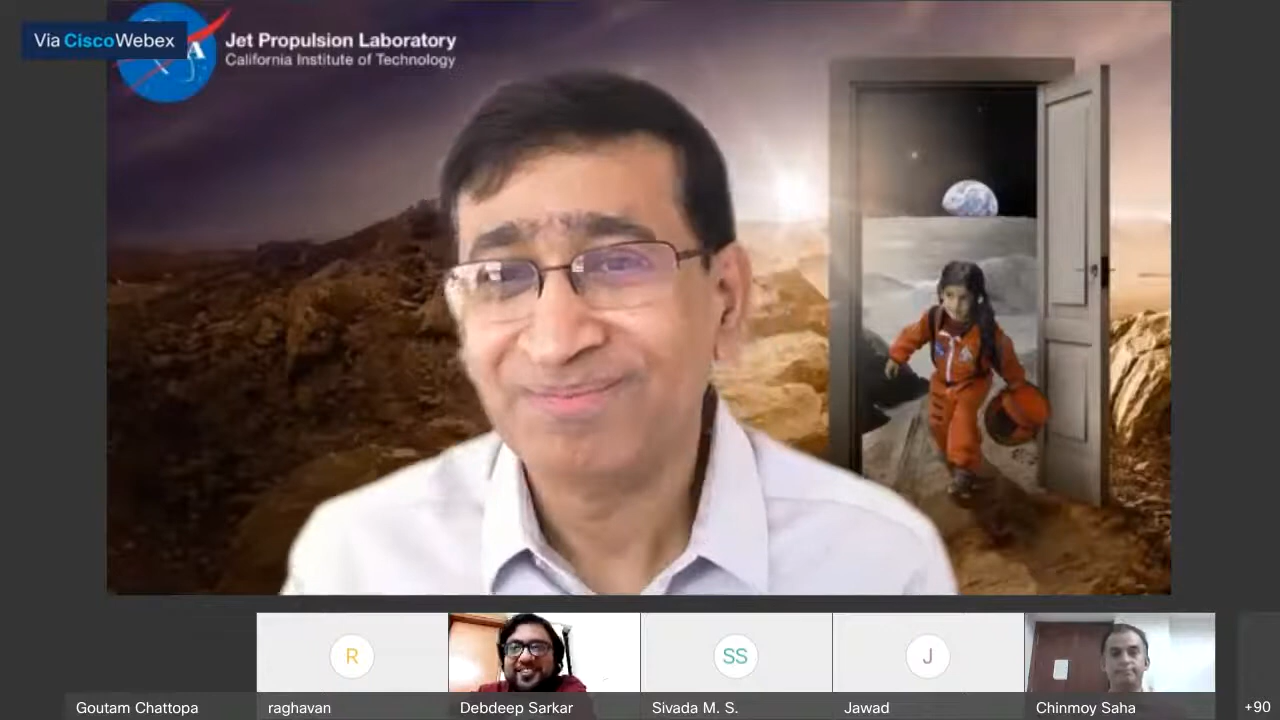 Via CiscoWebex
A
Jet Propulsion Laboratory
California Institute of Technology
R
SS
J
Goutam Chattopa
raghavan
Debdeep Sarkar
Sivada M. S.
Jawad
Chinmoy Saha
+90